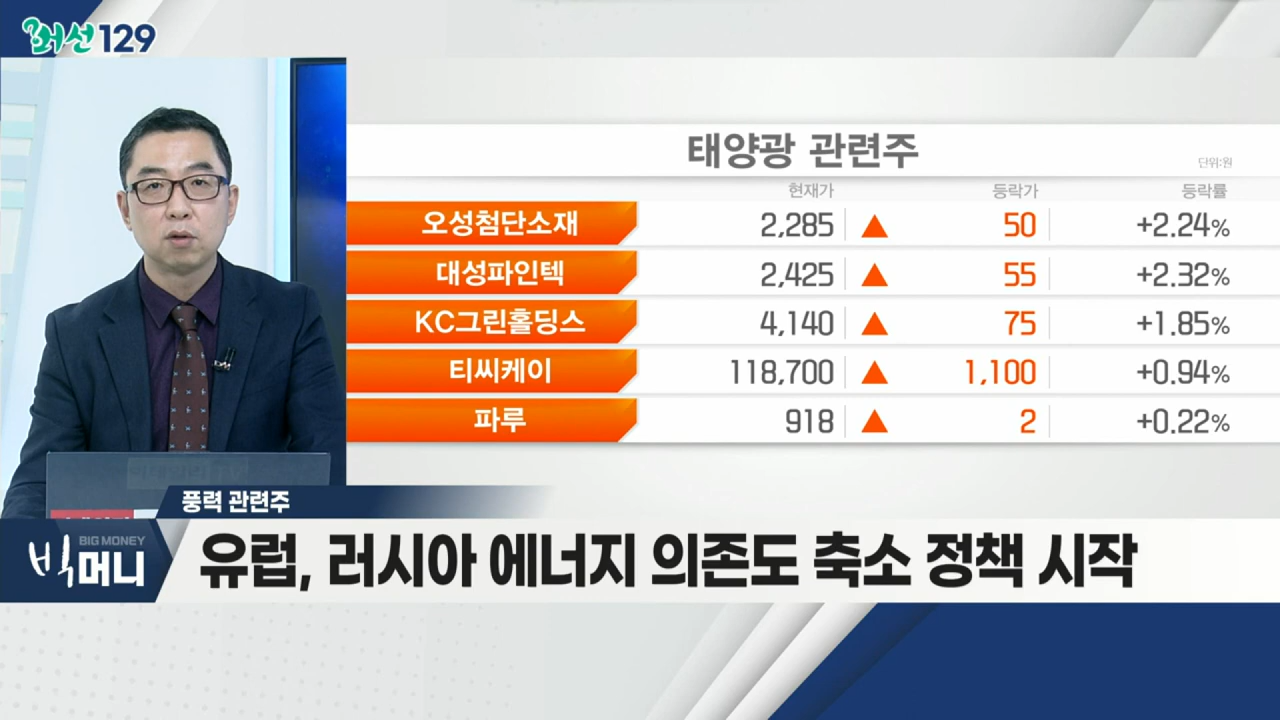 머선129
태양광 관련주
단위:원
현재가 등락가 등락률
오성첨단소재 2,285 ▲ 50 +2.24%
대성파인텍 2,425 ▲ 55 +2.32%
KC그린홀딩스 4,140 ▲ 75 +1.85%
티씨케이 118,700 ▲ 1,100 +0.94%
파루 918 ▲ 2 +0.22%
풍력 관련주
BIG MONEY
빅머니
유럽, 러시아 에너지 의존도 축소 정책 시작